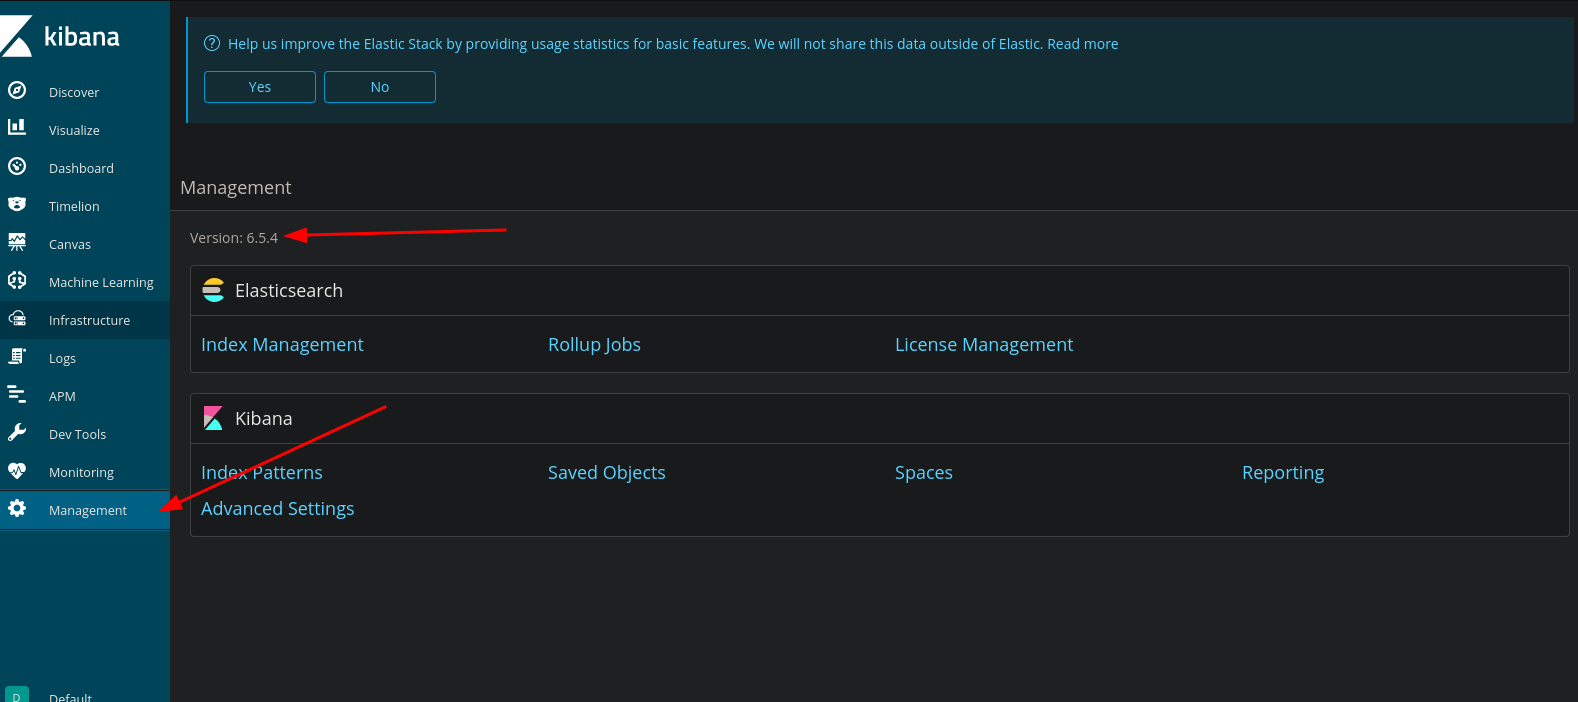 kibana
Discover
Visualize
Dashboard
Timelion
Canvas
Machine Learning
Infrastructure
Logs
APM
Dev Tools
Monitoring
Management
D Default
Help us improve the Elastic Stack by providing usage statistics for basic features. We will not share this data outside of Elastic. Read more
Yes No
Management
Version: 6.5.4
Elasticsearch
Index Management Rollup Jobs License Management
Kibana
Index Patterns Saved Objects Spaces Reporting
Advanced Settings